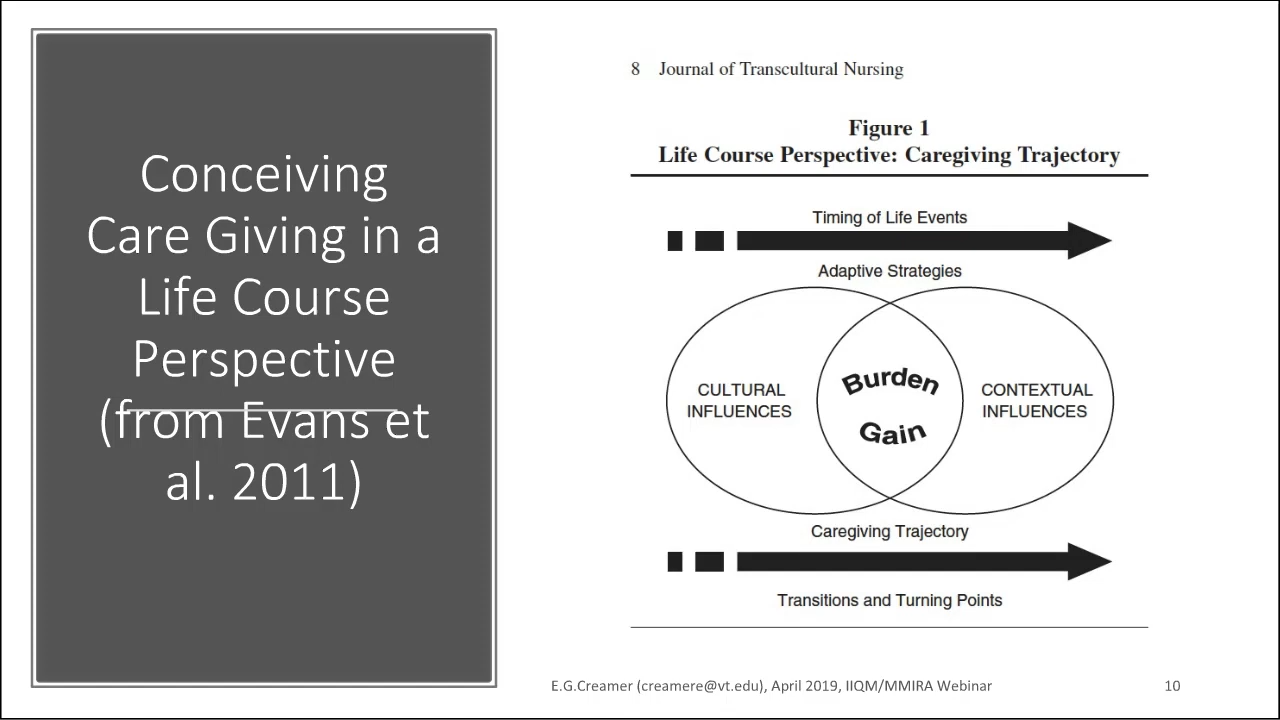 Conceiving
Care Giving in a
Life Course
Perspective
(from Evans et
al. 2011)
8 Journal of Transcultural Nursing
Figure 1
Life Course Perspective: Caregiving Trajectory
Timing of Life Events
Adaptive Strategies
CULTURAL
INFLUENCES
Burden
Gain
CONTEXTUAL
INFLUENCES
Caregiving Trajectory
Transitions and Turning Points
E.G.Creamer (creamere@vt.edu), April 2019, IIQM/MMIRA Webinar
10